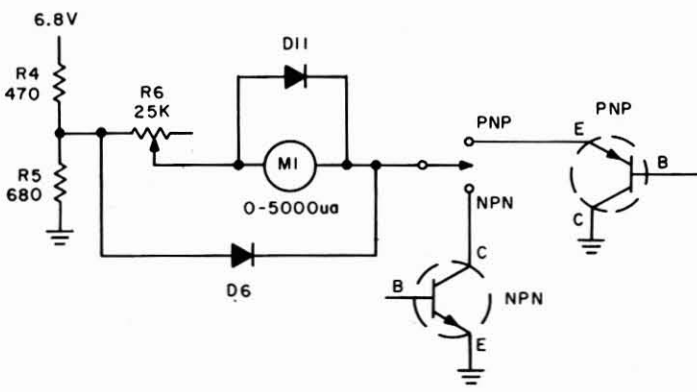 6.8V
R4
470
R5
680
R6
25K
D11
M1
0-5000ua
D6
PNP
NPN
PNP
E
B
C
C
B
E
NPN